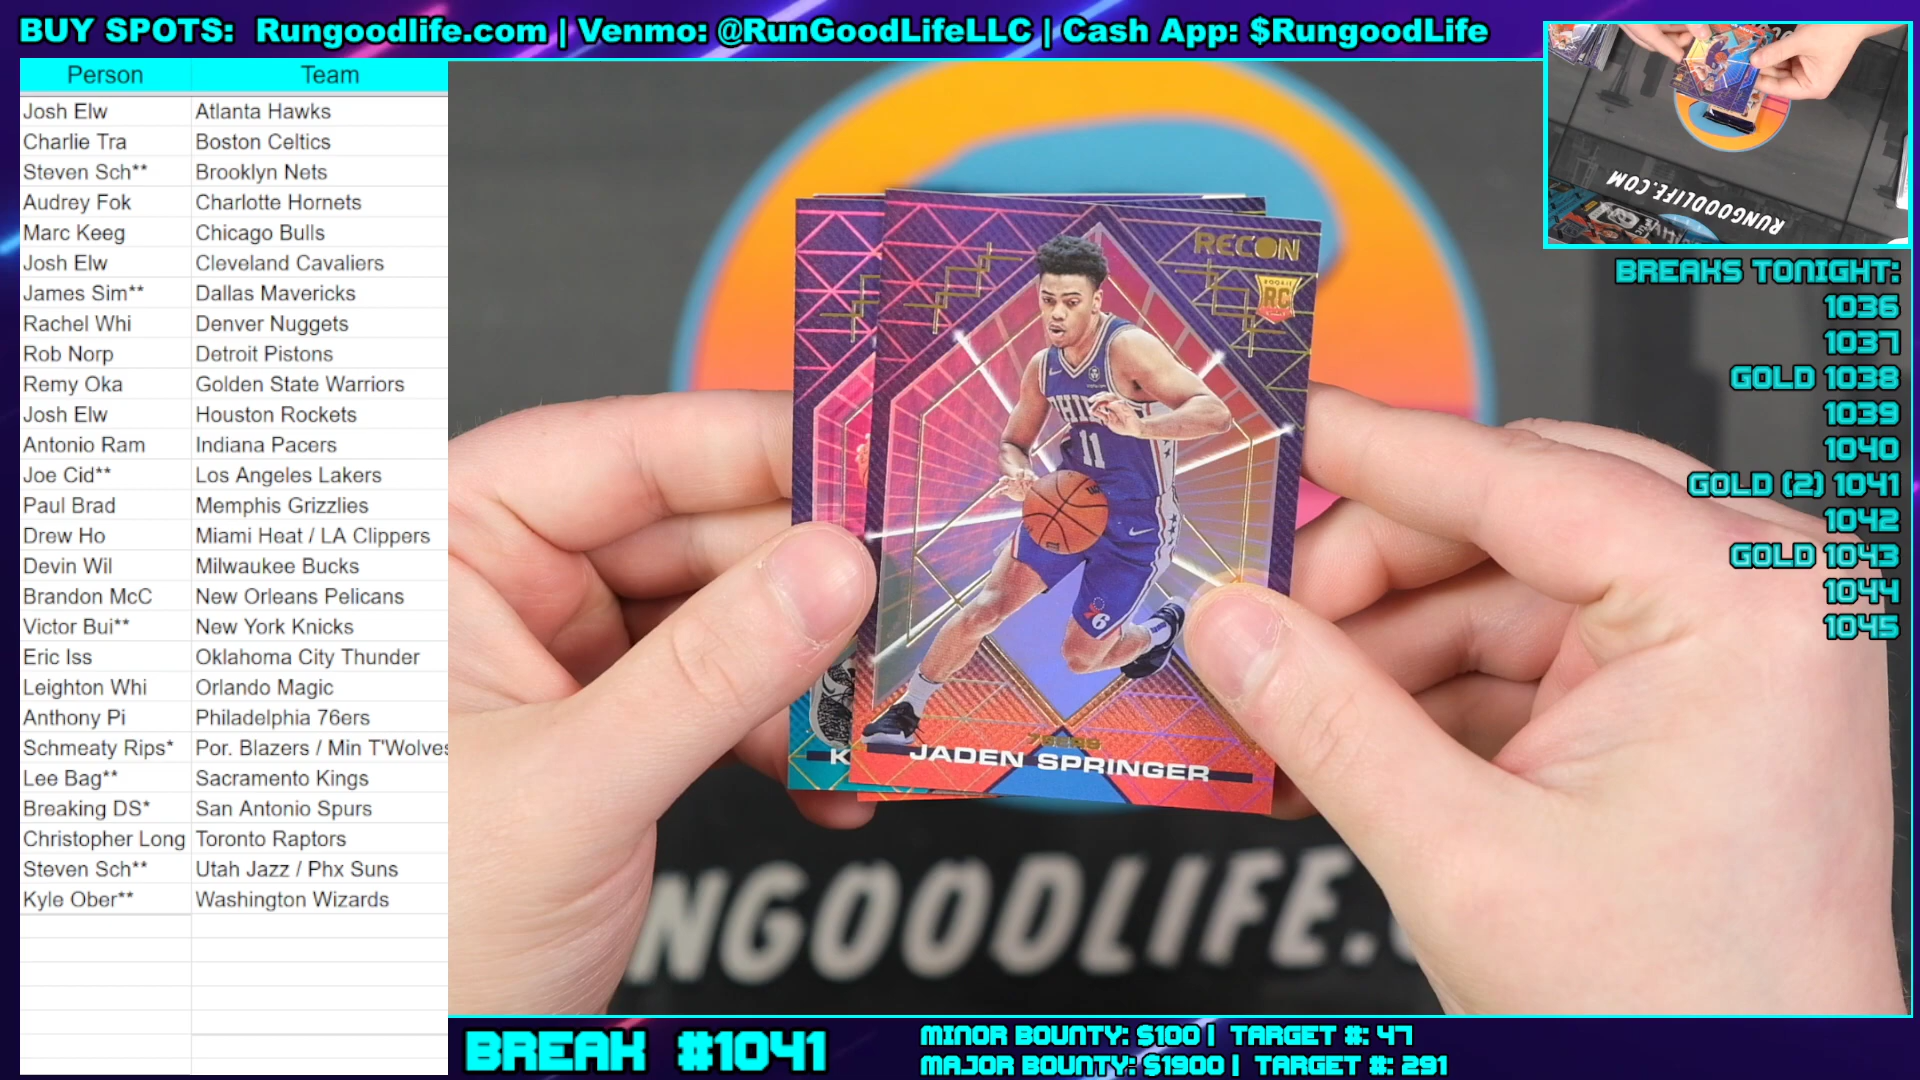 BUY SPOTS: Rungoodlife.com | Venmo: @RunGoodLifeLLC | Cash App: $RungoodLife
Person Team
Josh Elw Atlanta Hawks
Charlie Tra Boston Celtics
Steven Sch** Brooklyn Nets
Audrey Fok Charlotte Hornets
Marc Keeg Chicago Bulls
Josh Elw Cleveland Cavaliers
James Sim** Dallas Mavericks
Rachel Whi Denver Nuggets
Rob Norp Detroit Pistons
Remy Oka Golden State Warriors
Josh Elw Houston Rockets
Antonio Ram Indiana Pacers
Joe Cid** Los Angeles Lakers
Paul Brad Memphis Grizzlies
Drew Ho Miami Heat / LA Clippers
Devin Wil Milwaukee Bucks
Brandon McC New Orleans Pelicans
Victor Bui** New York Knicks
Eric Iss Oklahoma City Thunder
Leighton Whi Orlando Magic
Anthony Pi Philadelphia 76ers
Schmeaty Rips* Por. Blazers / Min T'Wolves
Lee Bag** Sacramento Kings
Breaking DS* San Antonio Spurs
Christopher Long Toronto Raptors
Steven Sch** Utah Jazz / Phx Suns
Kyle Ober** Washington Wizards
RECON
RC
PHIL
11
76
76ERS
K
JADEN SPRINGER
NGOODLIFE.
RUNGOODLIFE.COM
BREAKS TONIGHT:
1036
1037
GOLD 1038
1039
1040
GOLD (2) 1041
1042
GOLD 1043
1044
1045
BREAK #1041
MINOR BOUNTY: $100 | TARGET #: 47
MAJOR BOUNTY: $1900 | TARGET #: 291